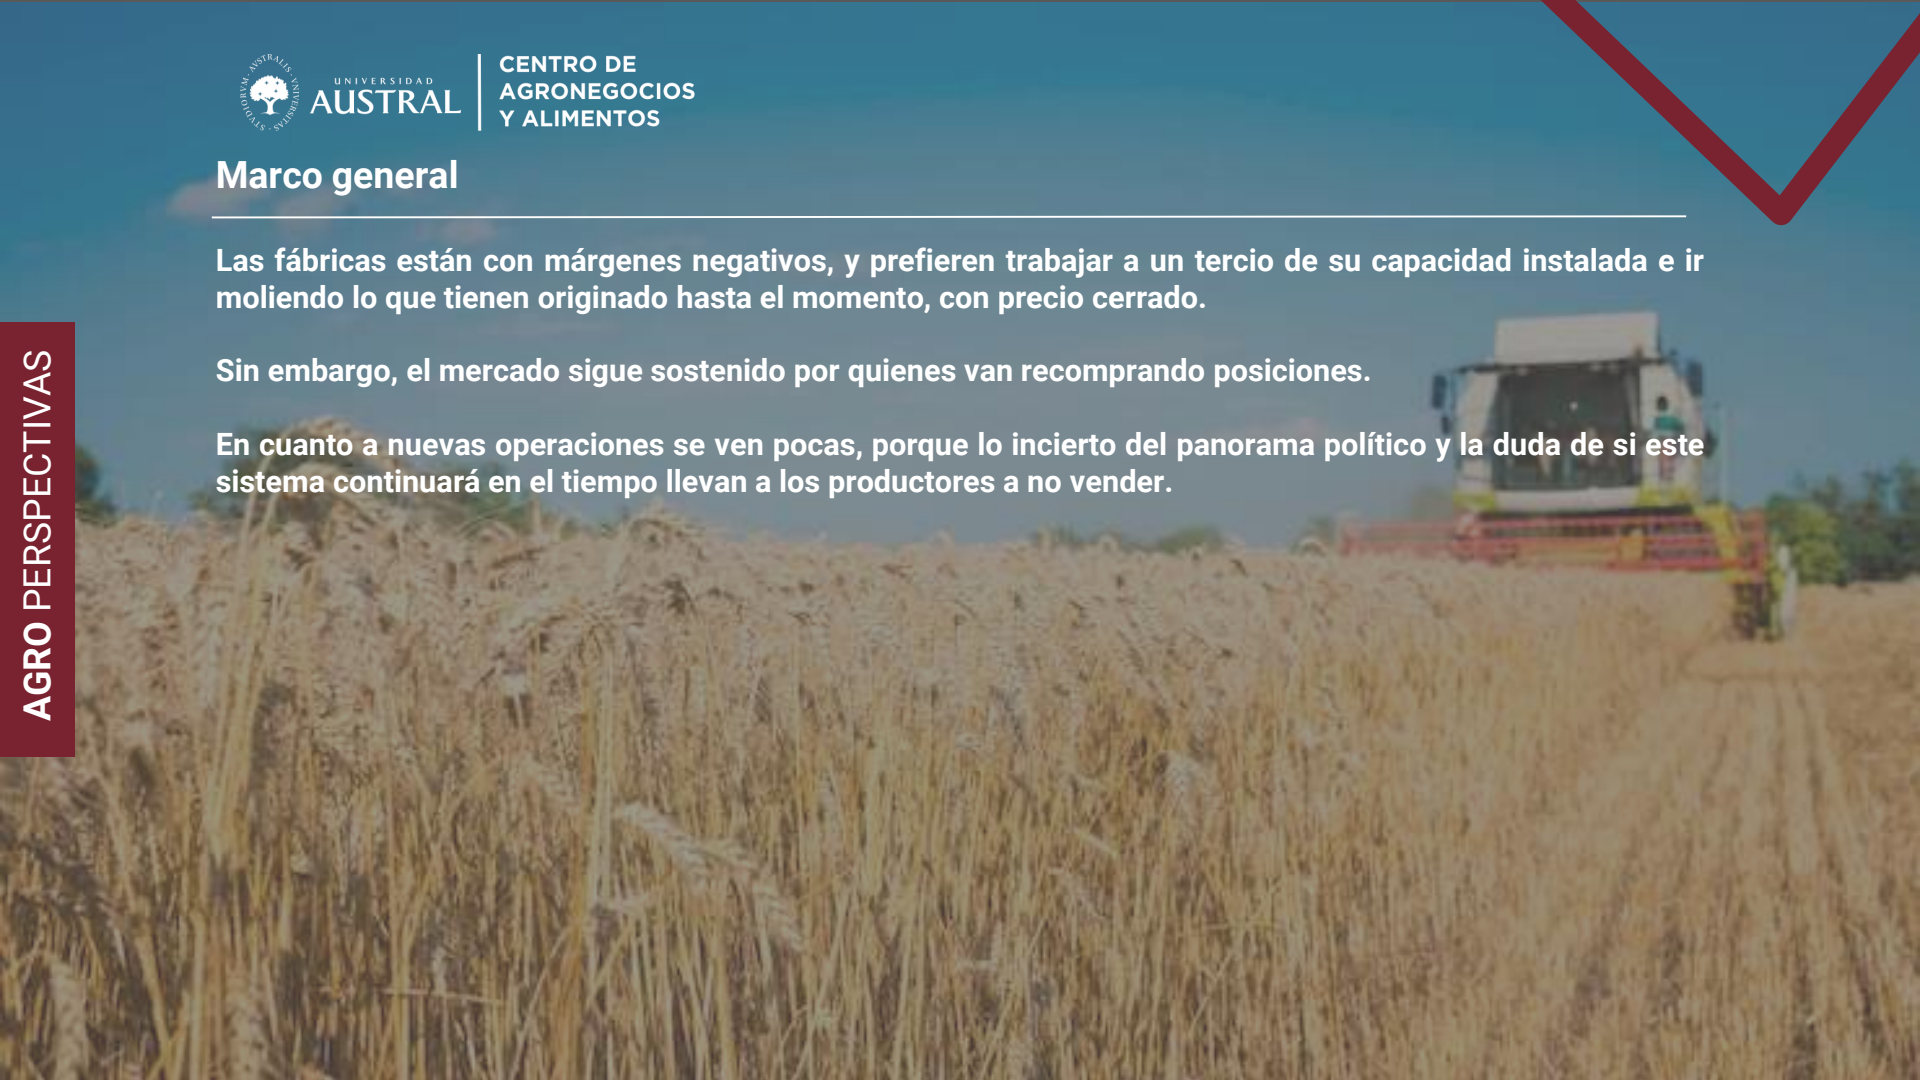 STVDIORVM · AVSTRALIS · VNIVERSITAS
UNIVERSIDAD
AUSTRAL
CENTRO DE
AGRONEGOCIOS
Y ALIMENTOS
Marco general
Las fábricas están con márgenes negativos, y prefieren trabajar a un tercio de su capacidad instalada e ir
moliendo lo que tienen originado hasta el momento, con precio cerrado.
Sin embargo, el mercado sigue sostenido por quienes van recomprando posiciones.
En cuanto a nuevas operaciones se ven pocas, porque lo incierto del panorama político y la duda de si este
sistema continuará en el tiempo llevan a los productores a no vender.
AGRO PERSPECTIVAS